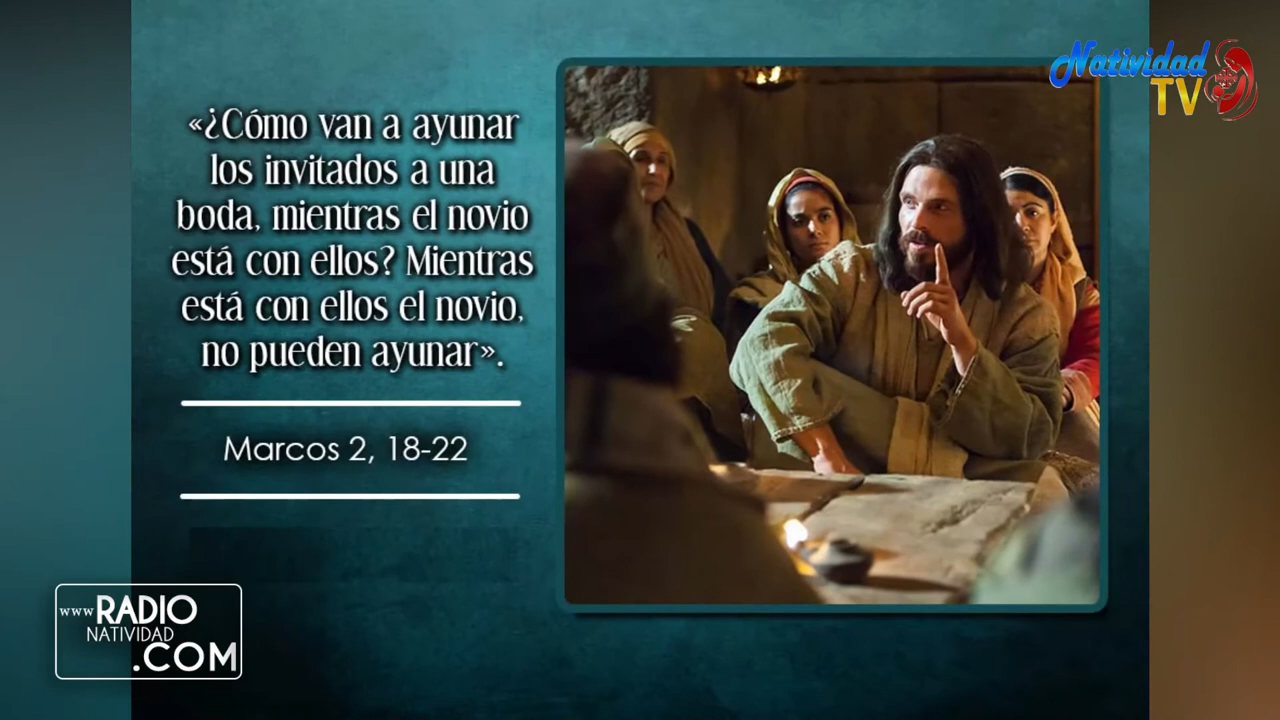 «¿Cómo van a ayunar
los invitados a una
boda, mientras el novio
está con ellos? Mientras
está con ellos el novio,
no pueden ayunar».
Marcos 2, 18-22
Natividad
TV
www RADIO
NATIVIDAD
.COM